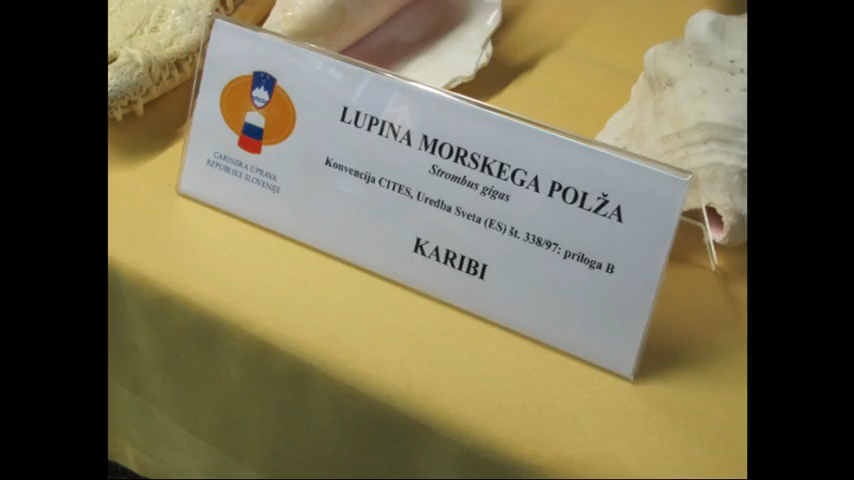 CARINSKA UPRAVA
REPUBLIKE SLOVENIJE
LUPINA MORSKEGA POLŽA
Strombus gigas
Konvencija CITES, Uredba Sveta (ES) št. 338/97: priloga B
KARIBI